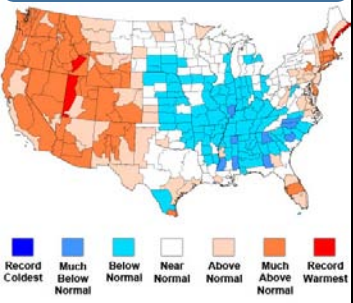 Record Coldest
Much Below Normal
Below Normal
Near Normal
Above Normal
Much Above Normal
Record Warmest